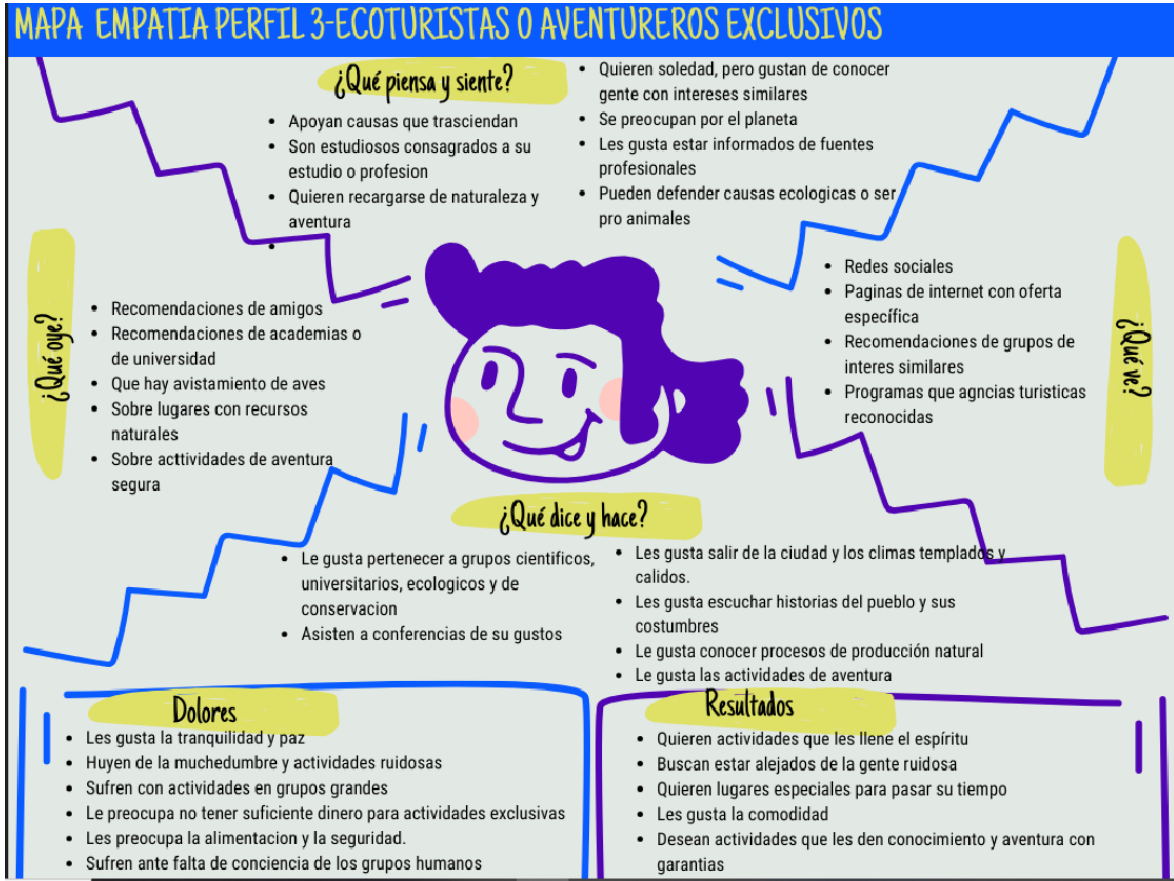 MAPA EMPATIA PERFIL 3-ECOTURISTAS O AVENTUREROS EXCLUSIVOS
¿Qué piensa y siente?
• Apoyan causas que trasciendan
• Son estudiosos consagrados a su
estudio o profesion
• Quieren recargarse de naturaleza y
aventura
•
• Quieren soledad, pero gustan de conocer
gente con intereses similares
• Se preocupan por el planeta
• Les gusta estar informados de fuentes
profesionales
• Pueden defender causas ecologicas o ser
pro animales
¿Qué oye?
• Recomendaciones de amigos
• Recomendaciones de academias o
de universidad
• Que hay avistamiento de aves
• Sobre lugares con recursos
naturales
• Sobre acttividades de aventura
segura
¿Qué ve?
• Redes sociales
• Paginas de internet con oferta
específica
• Recomendaciones de grupos de
interes similares
• Programas que agncias turisticas
reconocidas
¿Qué dice y hace?
• Le gusta pertenecer a grupos cientificos,
universitarios, ecologicos y de
conservacion
• Asisten a conferencias de su gustos
• Les gusta salir de la ciudad y los climas templados y
calidos.
• Les gusta escuchar historias del pueblo y sus
costumbres
• Le gusta conocer procesos de producción natural
• Le gusta las actividades de aventura
Dolores
• Les gusta la tranquilidad y paz
• Huyen de la muchedumbre y actividades ruidosas
• Sufren con actividades en grupos grandes
• Le preocupa no tener suficiente dinero para actividades exclusivas
• Les preocupa la alimentacion y la seguridad.
• Sufren ante falta de conciencia de los grupos humanos
Resultados
• Quieren actividades que les llene el espíritu
• Buscan estar alejados de la gente ruidosa
• Quieren lugares especiales para pasar su tiempo
• Les gusta la comodidad
• Desean actividades que les den conocimiento y aventura con
garantias